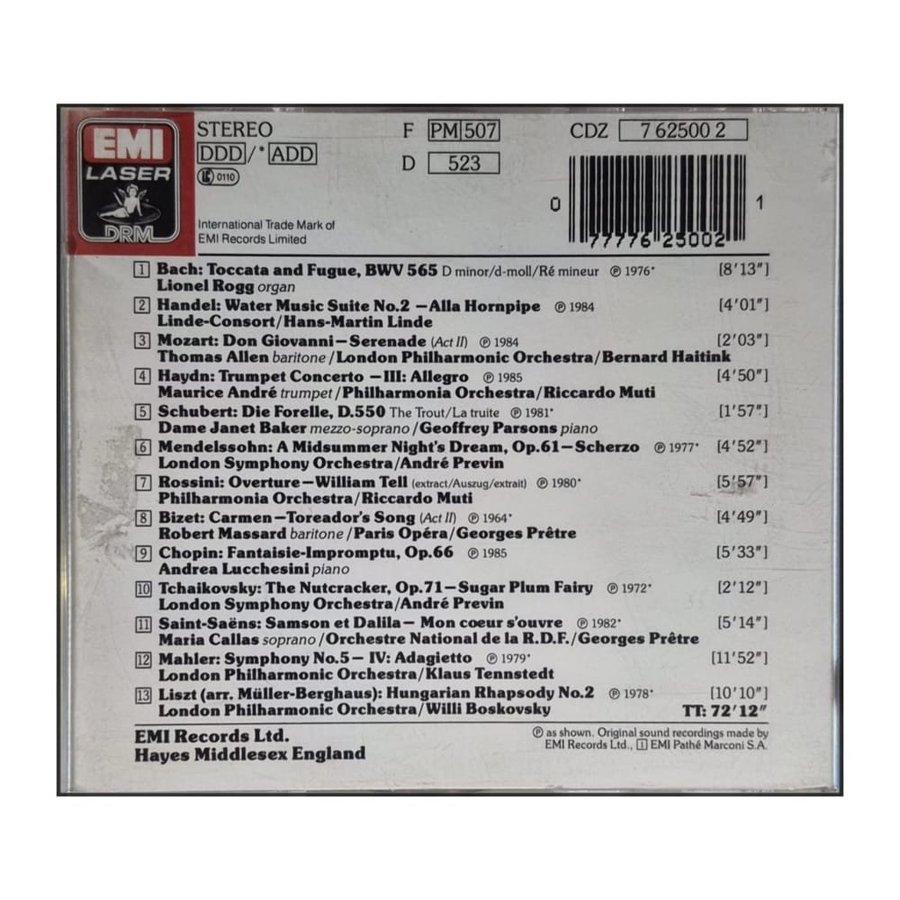 EMI
LASER
DRM
STEREO
DDD/*ADD
LC 0110
International Trade Mark of
EMI Records Limited
F PM 507
D 523
CDZ 7 62500 2
0 77776 25002 1
1 Bach: Toccata and Fugue, BWV 565 D minor/d-moll/Ré mineur ℗ 1976* [8'13"]
Lionel Rogg organ
2 Handel: Water Music Suite No.2 – Alla Hornpipe ℗ 1984 [4'01"]
Linde-Consort/Hans-Martin Linde
3 Mozart: Don Giovanni – Serenade (Act II) ℗ 1984 [2'03"]
Thomas Allen baritone/London Philharmonic Orchestra/Bernard Haitink
4 Haydn: Trumpet Concerto – III: Allegro ℗ 1985 [4'50"]
Maurice André trumpet/Philharmonia Orchestra/Riccardo Muti
5 Schubert: Die Forelle, D.550 The Trout/La truite ℗ 1981* [1'57"]
Dame Janet Baker mezzo-soprano/Geoffrey Parsons piano
6 Mendelssohn: A Midsummer Night's Dream, Op.61 – Scherzo ℗ 1977* [4'52"]
London Symphony Orchestra/André Previn
7 Rossini: Overture – William Tell (extract/Auszug/extrait) ℗ 1980* [5'57"]
Philharmonia Orchestra/Riccardo Muti
8 Bizet: Carmen – Toreador's Song (Act II) ℗ 1964* [4'49"]
Robert Massard baritone/Paris Opéra/Georges Prêtre
9 Chopin: Fantaisie-Impromptu, Op.66 ℗ 1985 [5'33"]
Andrea Lucchesini piano
10 Tchaikovsky: The Nutcracker, Op.71 – Sugar Plum Fairy ℗ 1972* [2'12"]
London Symphony Orchestra/André Previn
11 Saint-Saëns: Samson et Dalila – Mon coeur s'ouvre ℗ 1982* [5'14"]
Maria Callas soprano/Orchestre National de la R.D.F./Georges Prêtre
12 Mahler: Symphony No.5 – IV: Adagietto ℗ 1979* [11'52"]
London Philharmonic Orchestra/Klaus Tennstedt
13 Liszt (arr. Müller-Berghaus): Hungarian Rhapsody No.2 ℗ 1978* [10'10"]
London Philharmonic Orchestra/Willi Boskovsky TT: 72'12"
EMI Records Ltd.
Hayes Middlesex England
℗ as shown. Original sound recordings made by
EMI Records Ltd., 11 EMI Pathé Marconi S.A.